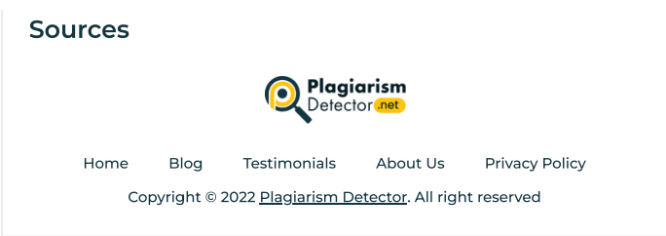 Sources
Plagiarism
Detector .net
Home Blog Testimonials About Us Privacy Policy
Copyright © 2022 Plagiarism Detector. All right reserved